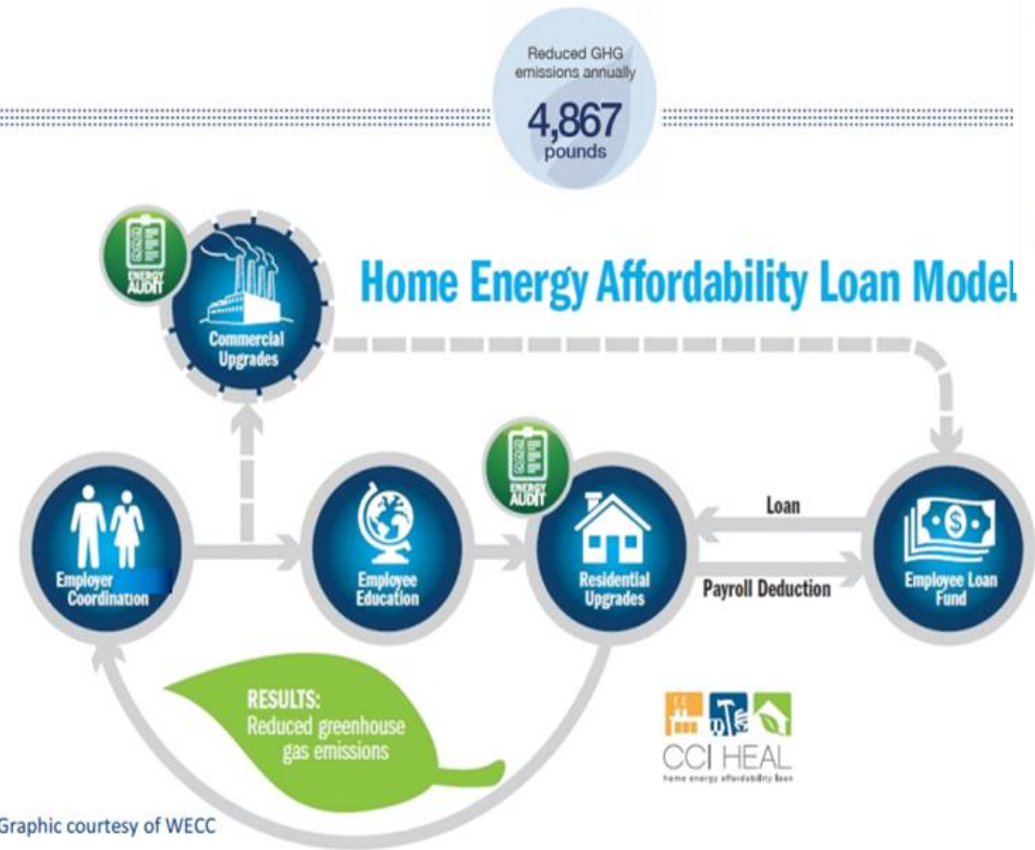 Reduced GHG
emissions annually
4,867
pounds
ENERGY
AUDIT
Commercial
Upgrades
Home Energy Affordability Loan Model
ENERGY
AUDIT
Employer
Coordination
Employee
Education
Residential
Upgrades
Loan
Payroll Deduction
Employee Loan
Fund
RESULTS:
Reduced greenhouse
gas emissions
CCI HEAL
home energy affordability loan
Graphic courtesy of WECC